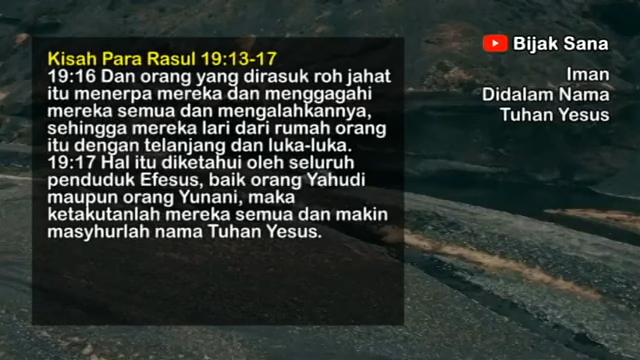 Kisah Para Rasul 19:13-17
19:16 Dan orang yang dirasuk roh jahat
itu menerpa mereka dan menggagahi
mereka semua dan mengalahkannya,
sehingga mereka lari dari rumah orang
itu dengan telanjang dan luka-luka.
19:17 Hal itu diketahui oleh seluruh
penduduk Efesus, baik orang Yahudi
maupun orang Yunani, maka
ketakutanlah mereka semua dan makin
masyhurlah nama Tuhan Yesus.
Bijak Sana
Iman
Didalam Nama
Tuhan Yesus